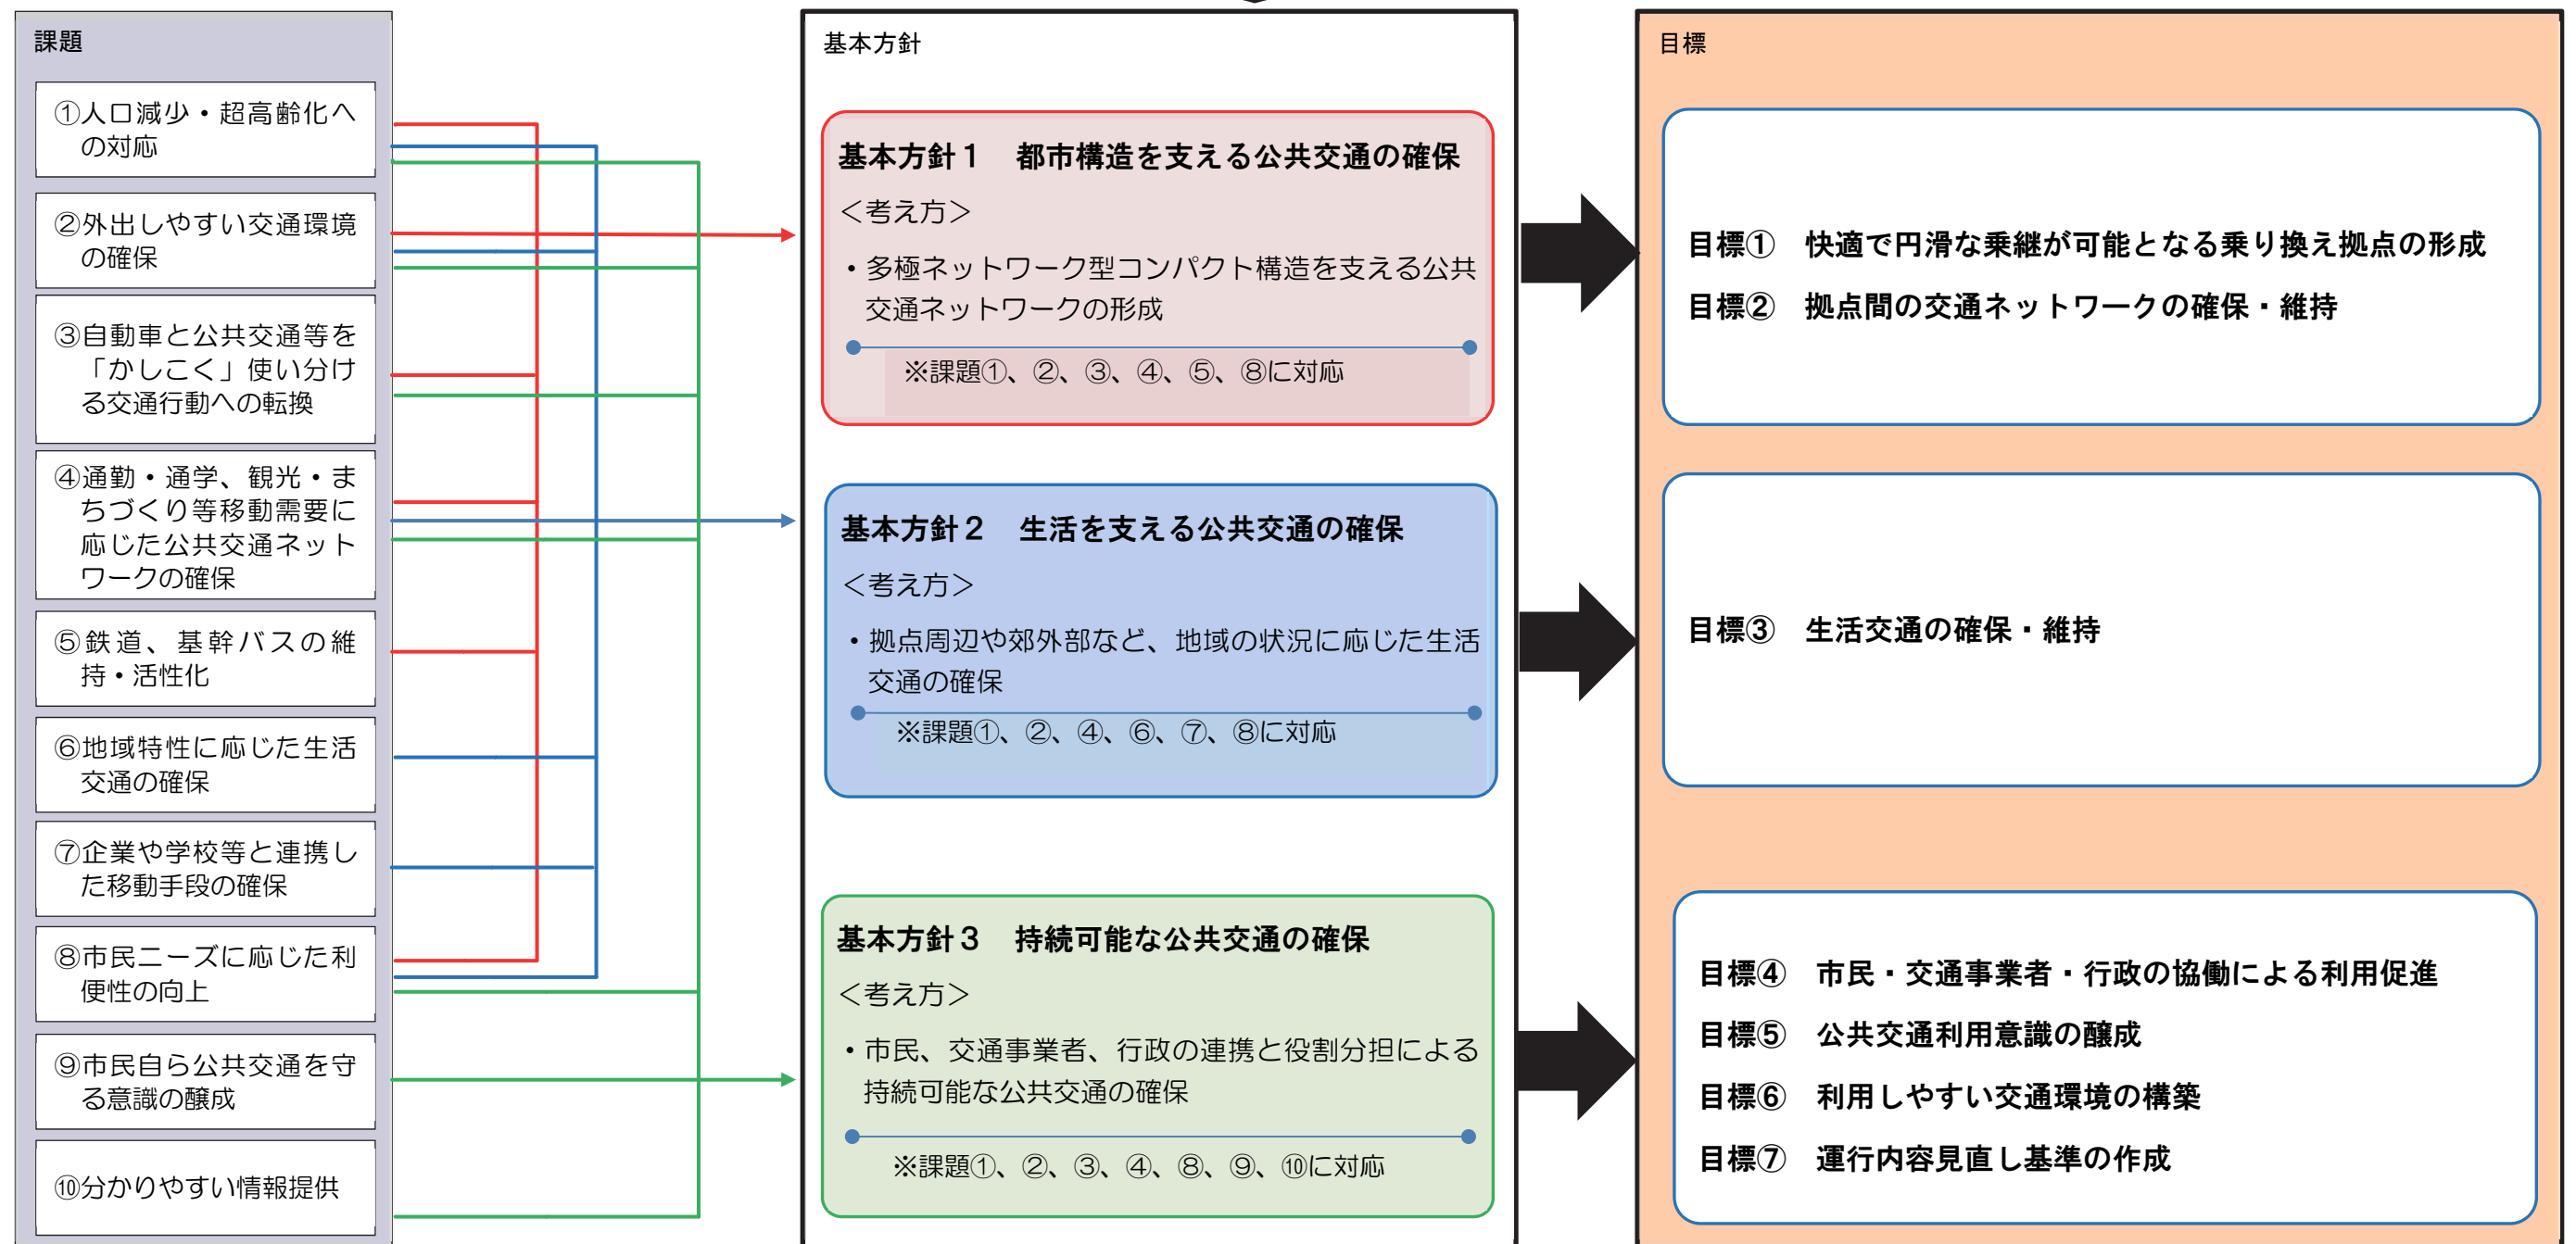 課題
①人口減少・超高齢化へ
の対応
②外出しやすい交通環境
の確保
③自動車と公共交通等を
「かしこく」使い分け
る交通行動への転換
④通勤・通学、観光・ま
ちづくり等移動需要に
応じた公共交通ネット
ワークの確保
⑤鉄道、基幹バスの維
持・活性化
⑥地域特性に応じた生活
交通の確保
⑦企業や学校等と連携し
た移動手段の確保
⑧市民ニーズに応じた利
便性の向上
⑨市民自ら公共交通を守
る意識の醸成
⑩分かりやすい情報提供
基本方針
基本方針１　都市構造を支える公共交通の確保
＜考え方＞
・多極ネットワーク型コンパクト構造を支える公共
交通ネットワークの形成
※課題①、②、③、④、⑤、⑧に対応
基本方針２　生活を支える公共交通の確保
＜考え方＞
・拠点周辺や郊外部など、地域の状況に応じた生活
交通の確保
※課題①、②、④、⑥、⑦、⑧に対応
基本方針３　持続可能な公共交通の確保
＜考え方＞
・市民、交通事業者、行政の連携と役割分担による
持続可能な公共交通の確保
※課題①、②、③、④、⑧、⑨、⑩に対応
目標
目標①　快適で円滑な乗継が可能となる乗り換え拠点の形成
目標②　拠点間の交通ネットワークの確保・維持
目標③　生活交通の確保・維持
目標④　市民・交通事業者・行政の協働による利用促進
目標⑤　公共交通利用意識の醸成
目標⑥　利用しやすい交通環境の構築
目標⑦　運行内容見直し基準の作成